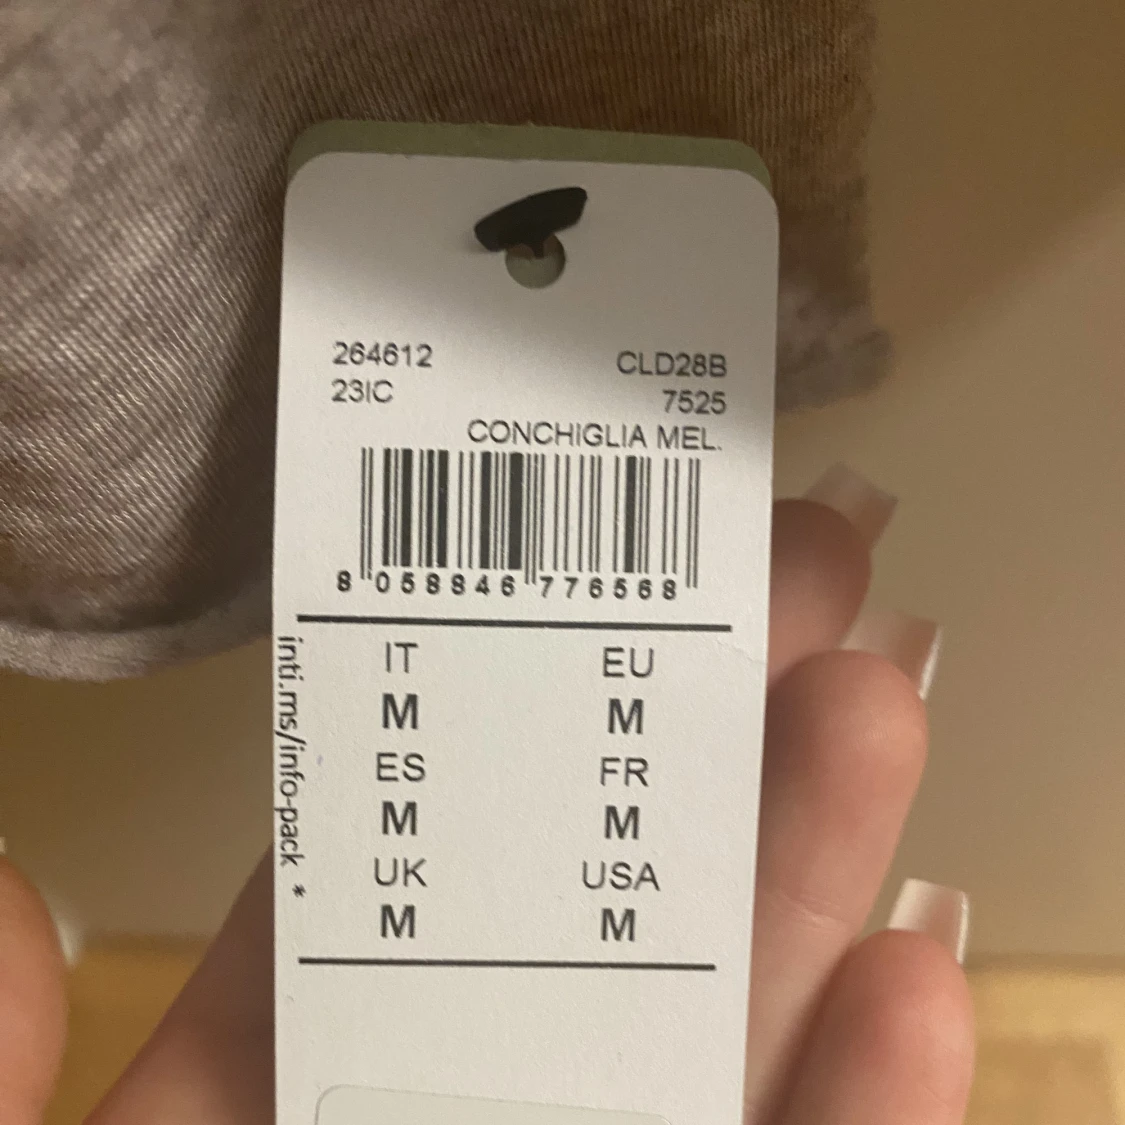 264612 CLD28B
23IC 7525
CONCHIGLIA MEL.
8 058846 776568
IT EU
M M
ES FR
M M
UK USA
M M
inti.ms/info-pack *